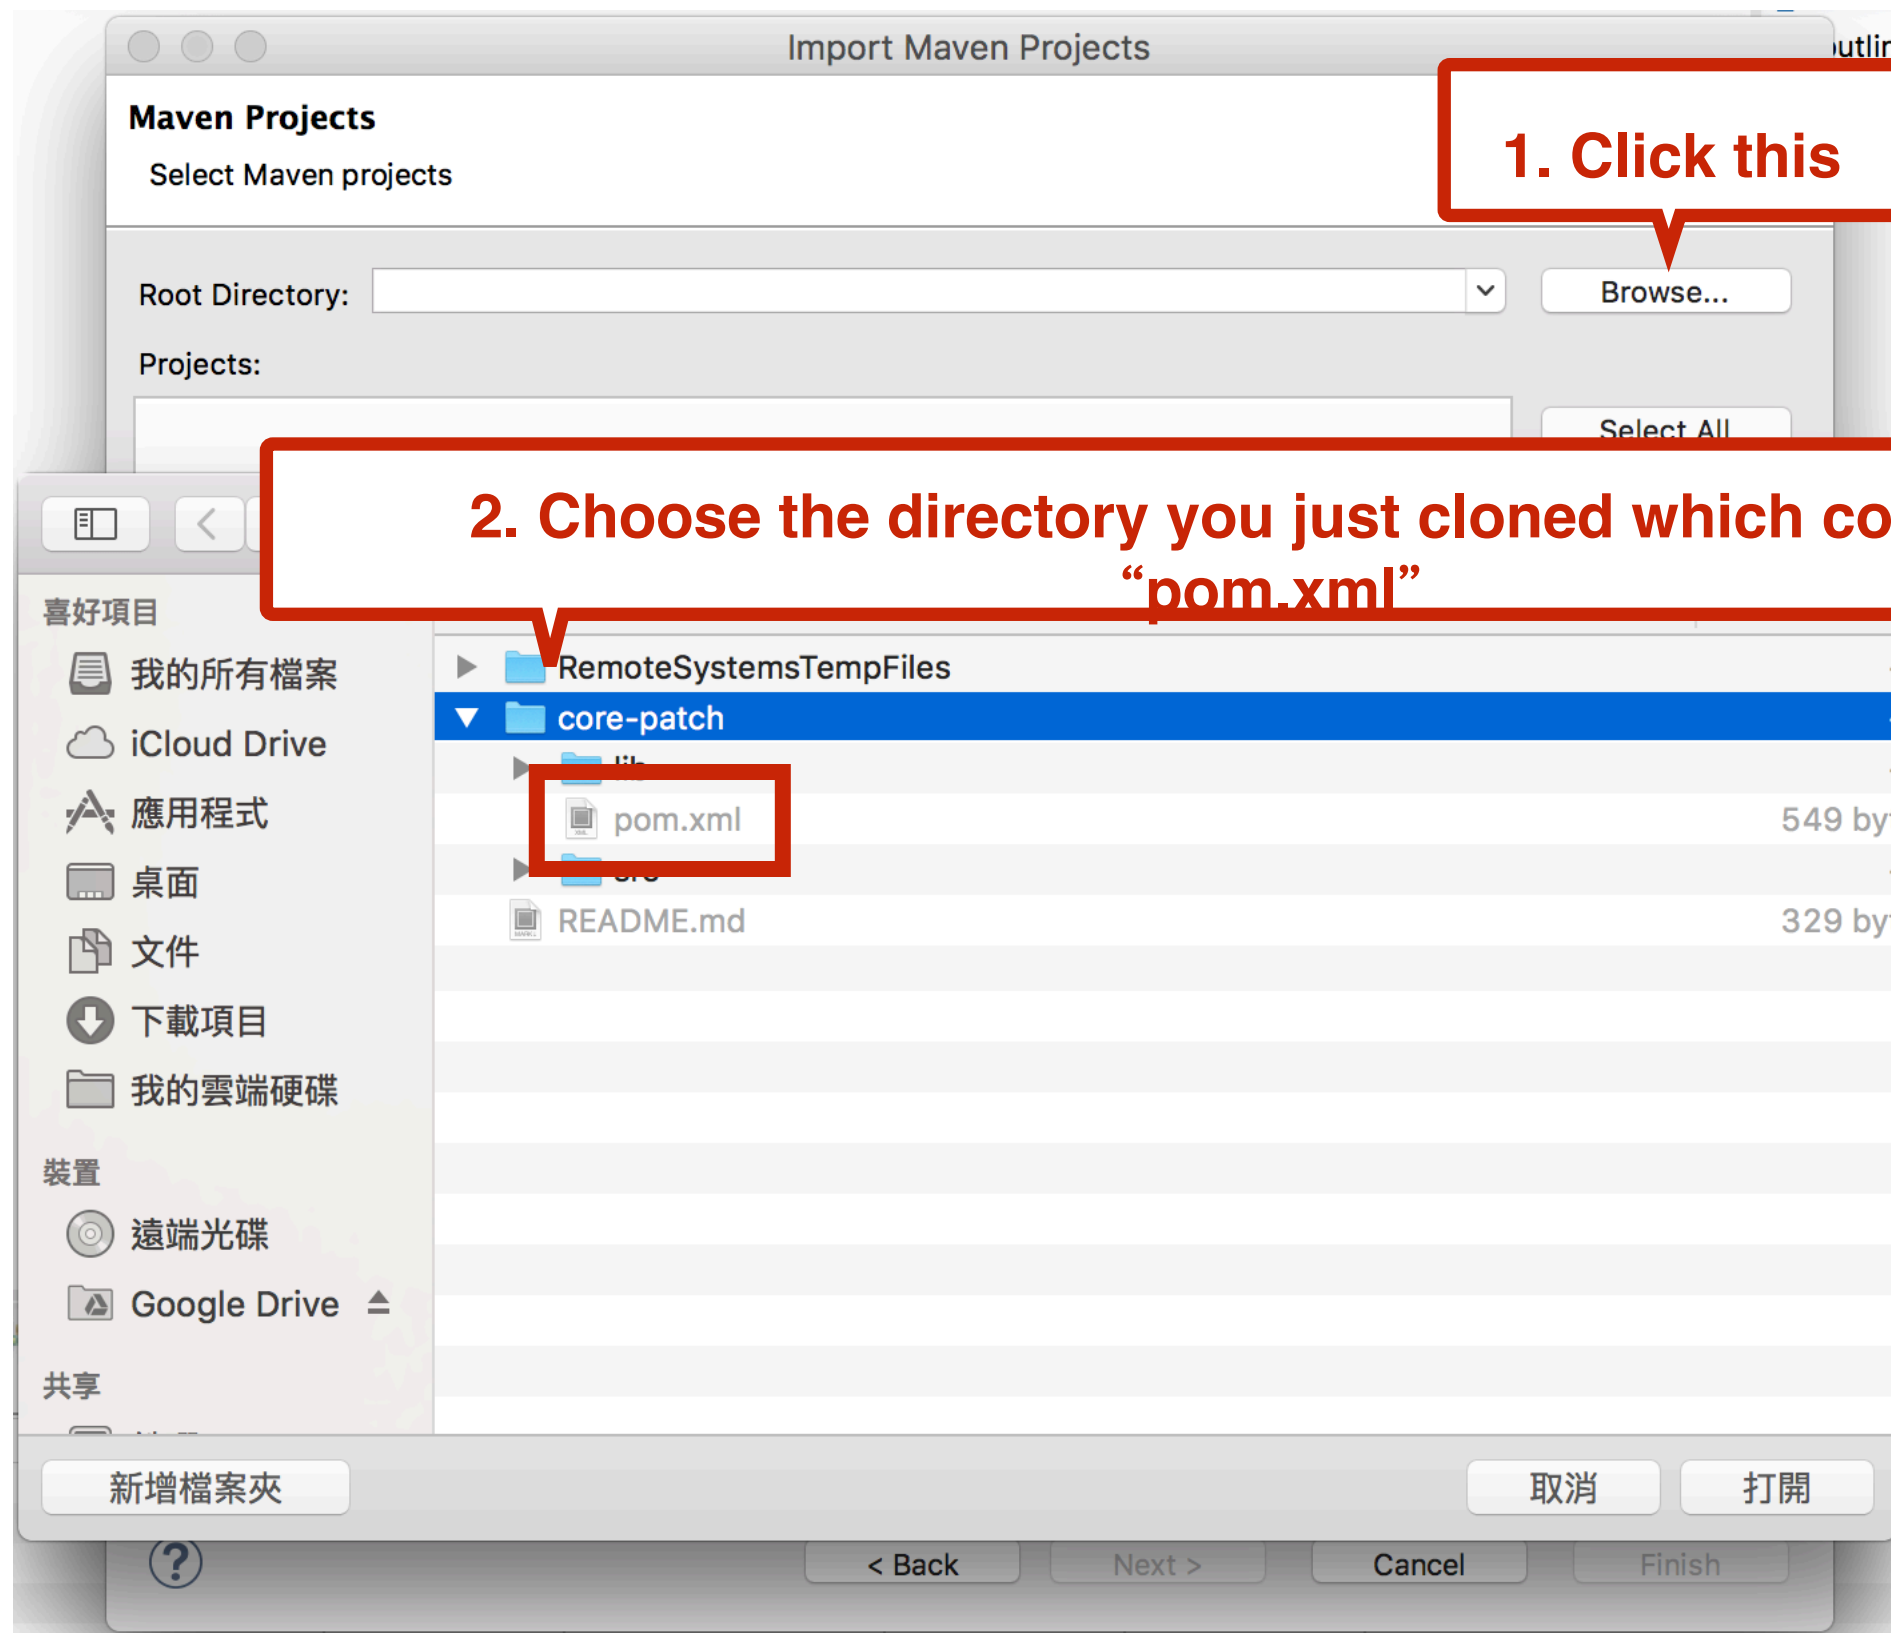 Import Maven Projects
Maven Projects
Select Maven projects
1. Click this
Root Directory:
Browse...
Projects:
Select All
2. Choose the directory you just cloned which
“pom.xml”
喜好項目
我的所有檔案
iCloud Drive
應用程式
桌面
文件
下載項目
我的雲端硬碟
裝置
遠端光碟
Google Drive
共享
RemoteSystemsTempFiles
core-patch
lib
pom.xml
549
src
README.md
329
新增檔案夾
取消
打開
?
< Back
Next >
Cancel
Finish